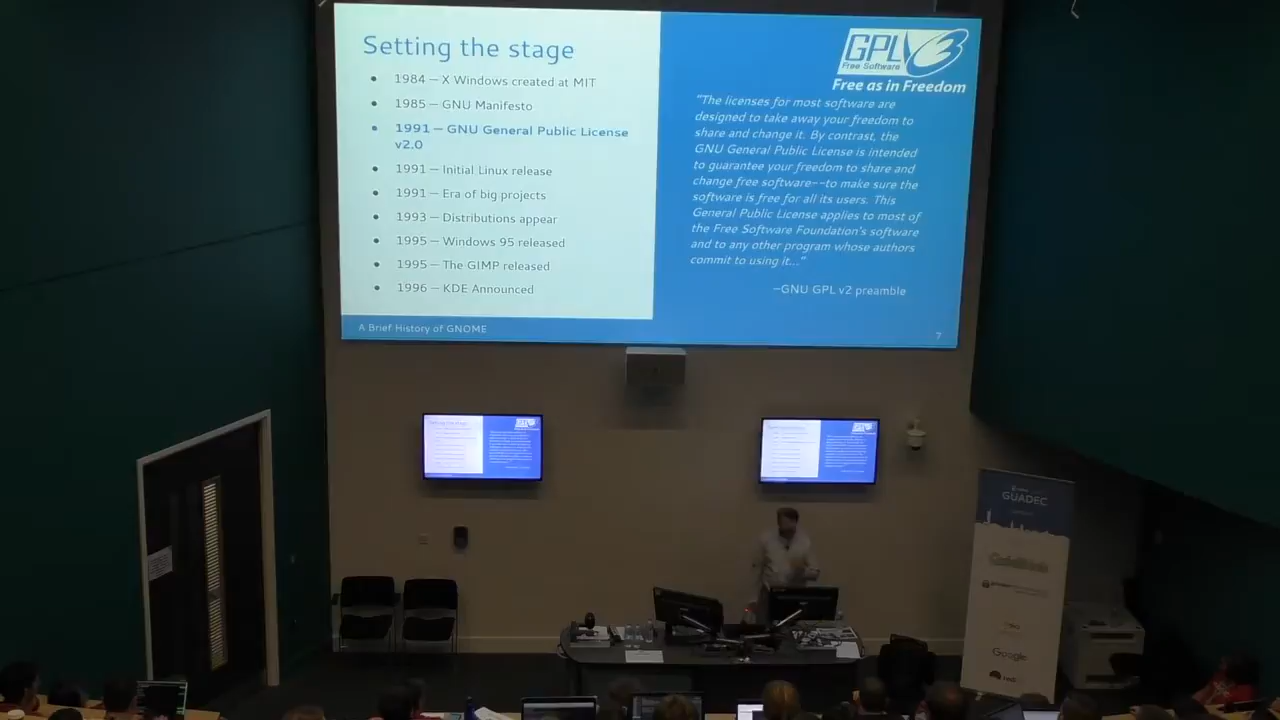 Setting the stage
1984 – X Windows created at MIT
1985 – GNU Manifesto
1991 – GNU General Public License
v2.0
1991 – Initial Linux release
1991 – Era of big projects
1993 – Distributions appear
1995 – Windows 95 released
1995 – The GIMP released
1996 – KDE Announced
A Brief History of GNOME
GPL v3
Free Software
Free as in Freedom
"The licenses for most software are
designed to take away your freedom to
share and change it. By contrast, the
GNU General Public License is intended
to guarantee your freedom to share and
change free software--to make sure the
software is free for all its users. This
General Public License applies to most of
the Free Software Foundation's software
and to any other program whose authors
commit to using it..."
–GNU GPL v2 preamble
7
Setting the stage
GUADEC
Google